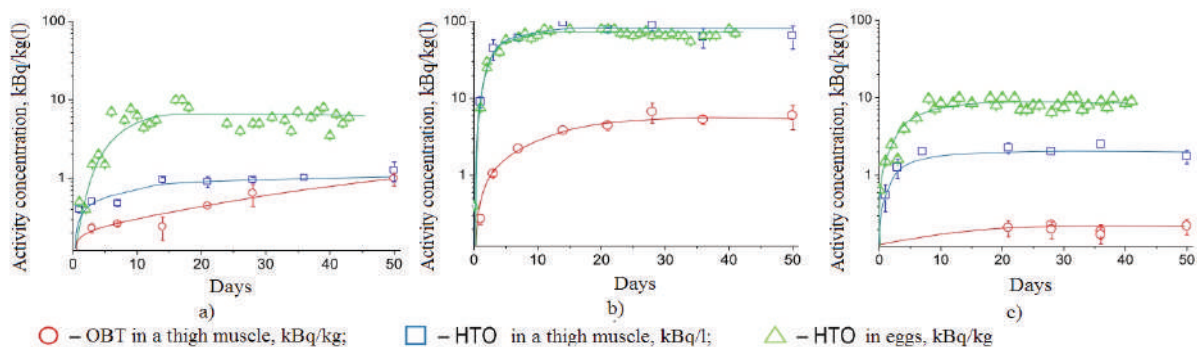 Activity concentration, kBq/kg(l)
100
10
1
0
10
20
30
40
50
Days
a)
Activity concentration, kBq/kg(l)
100
10
1
0
10
20
30
40
50
Days
b)
Activity concentration, kBq/kg(l)
100
10
1
0
10
20
30
40
50
Days
c)
– OBT in a thigh muscle, kBq/kg; – HTO in a thigh muscle, kBq/l; – HTO in eggs, kBq/kg